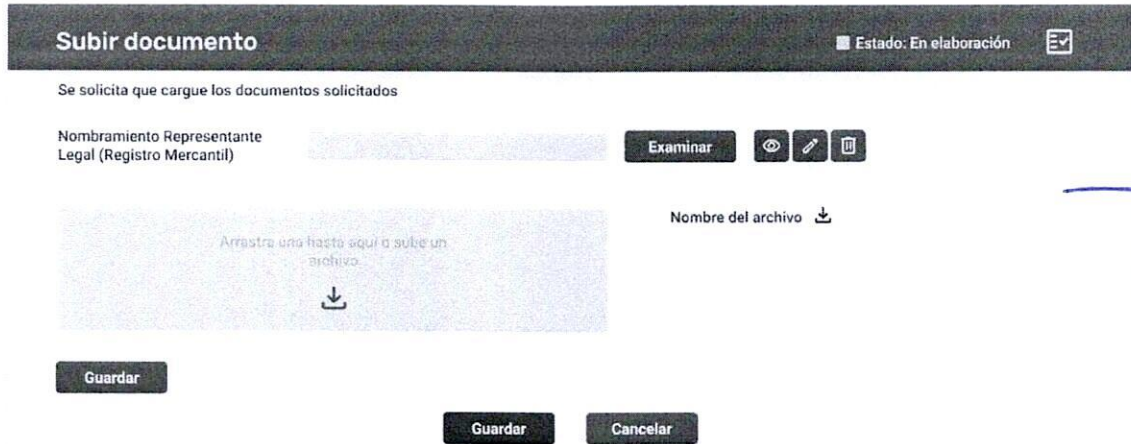 Subir documento
Estado: En elaboración
Se solicita que cargue los documentos solicitados
Nombramiento Representante
Legal (Registro Mercantil)
Examinar
Nombre del archivo
Arrastra uno hasta aquí o sube un
archivo
Guardar
Guardar
Cancelar